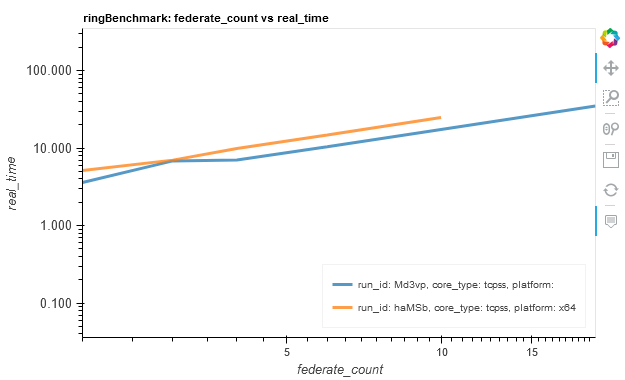 ringBenchmark: federate_count vs real_time
100.000
10.000
1.000
0.100
real_time
run_id: Md3vp, core_type: tcpss, platform:
run_id: haMSb, core_type: tcpss, platform: x64
5
10
15
federate_count